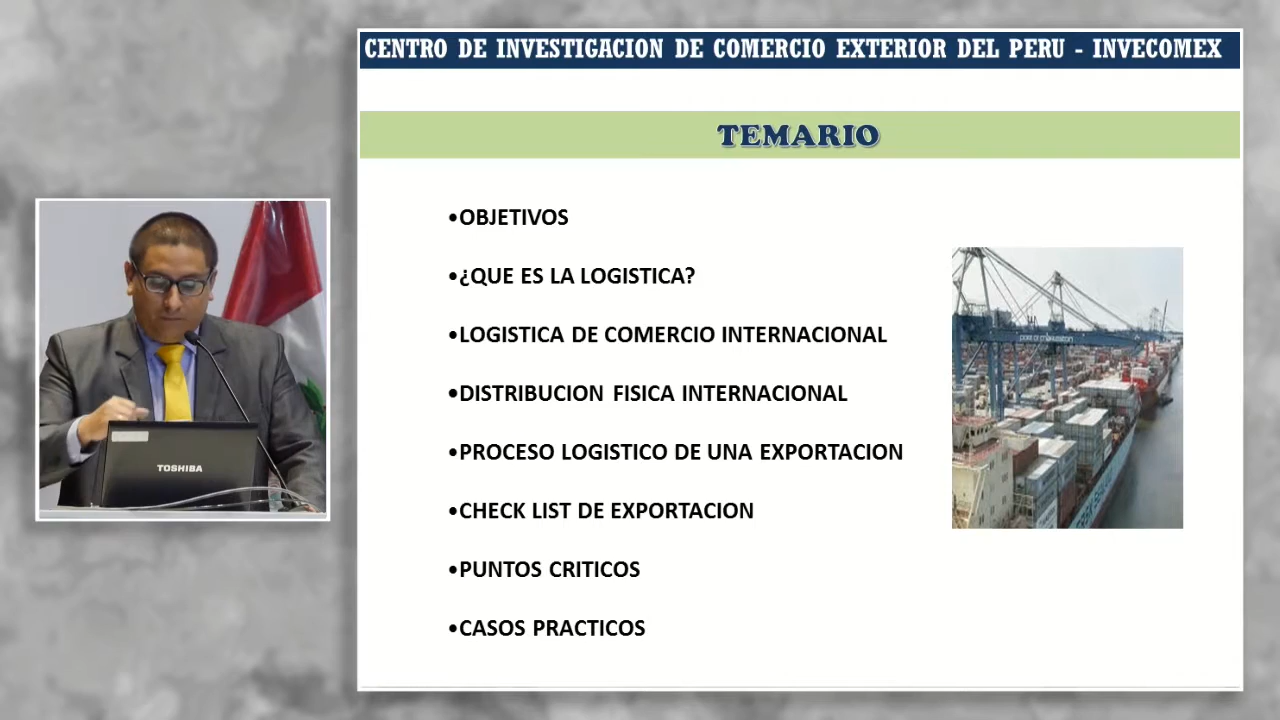 CENTRO DE INVESTIGACION DE COMERCIO EXTERIOR DEL PERU - INVECOMEX
TEMARIO
•OBJETIVOS
•¿QUE ES LA LOGISTICA?
•LOGISTICA DE COMERCIO INTERNACIONAL
•DISTRIBUCION FISICA INTERNACIONAL
•PROCESO LOGISTICO DE UNA EXPORTACION
•CHECK LIST DE EXPORTACION
•PUNTOS CRITICOS
•CASOS PRACTICOS
TOSHIBA